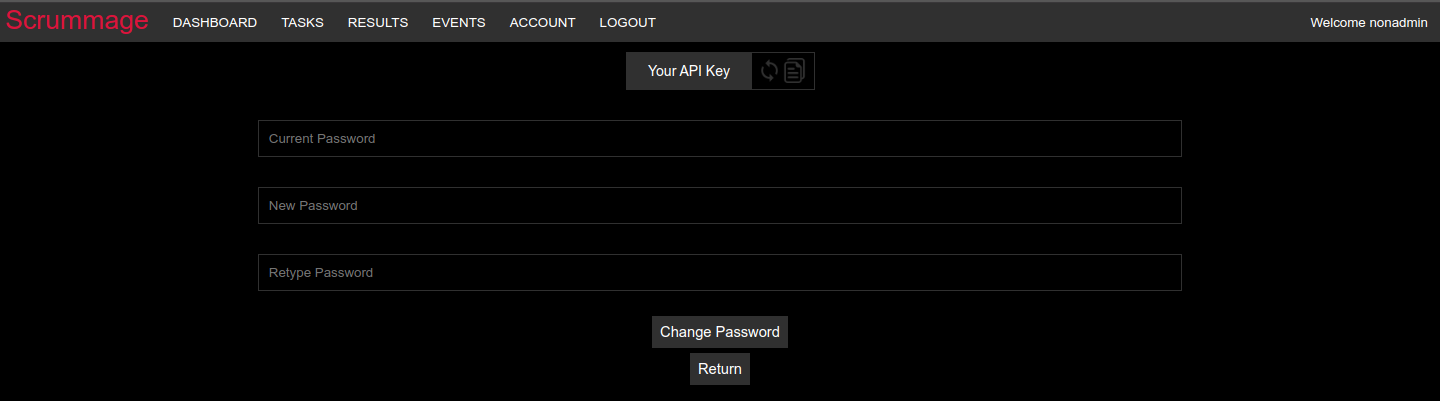 Scrummage DASHBOARD TASKS RESULTS EVENTS ACCOUNT LOGOUT Welcome nonadmin
Your API Key
Current Password
New Password
Retype Password
Change Password
Return